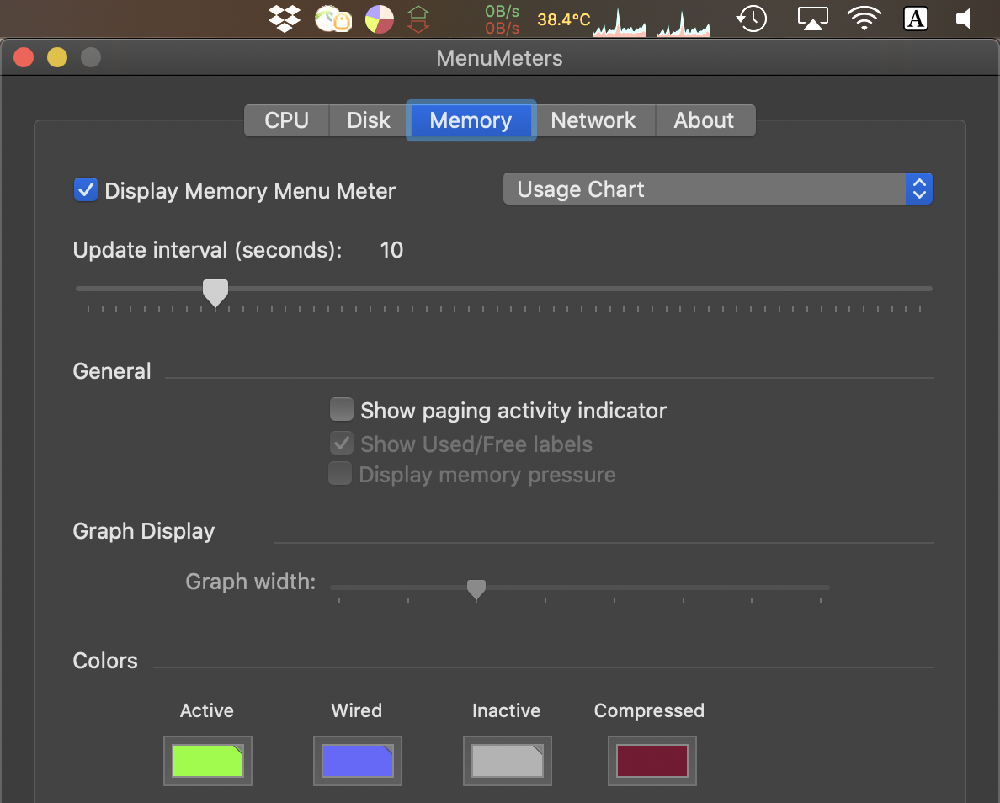 0B/s
0B/s
38.4°C
A
MenuMeters
CPU Disk Memory Network About
Display Memory Menu Meter Usage Chart
Update interval (seconds): 10
General
Show paging activity indicator
Show Used/Free labels
Display memory pressure
Graph Display
Graph width:
Colors
Active Wired Inactive Compressed